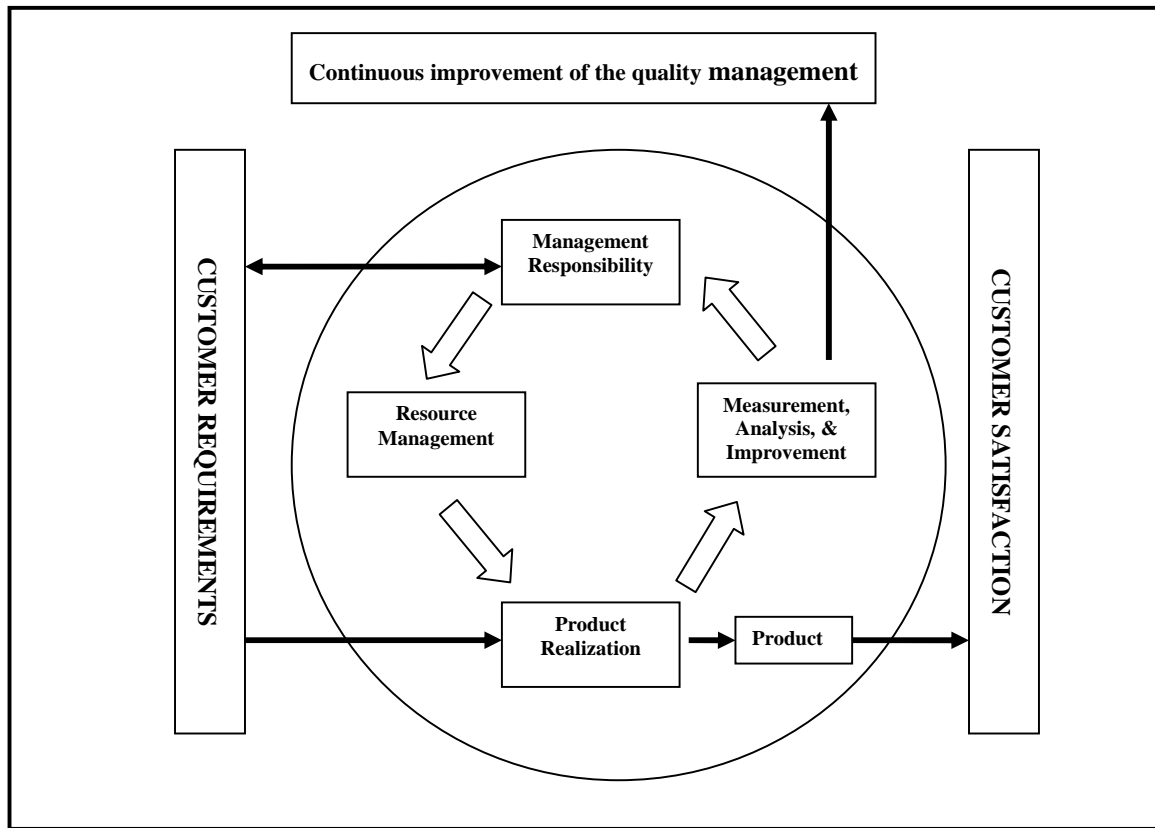 Continuous improvement of the quality management
CUSTOMER REQUIREMENTS
Management
Responsibility
CUSTOMER SATISFACTION
Resource
Management
Measurement,
Analysis, &
Improvement
Product
Realization
Product